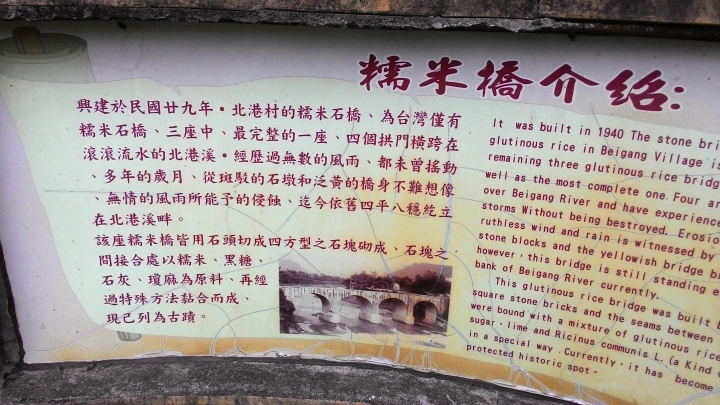 糯米橋介紹:
興建於民國廿九年。北港村的糯米石橋、為台灣僅有
糯米石橋、三座中、最完整的一座、四個拱門橫跨在
滾滾流水的北港溪。經歷過無數的風雨、都未曾搖動
、多年的歲月、從斑駁的石墩和泛黃的橋身不難想像
、無情的風雨所能予的侵蝕、迄今依舊四平八穩屹立
在北港溪畔。
該座糯米橋皆用石頭切成四方型之石塊砌成、石塊之
間接合處以糯米、黑糖、
石灰、瓊麻為原料、再經
過特殊方法黏合而成、
現已列為古蹟。
It was built in 1940 The stone bri
glutinous rice in Beigang Village is
remaining three glutinous rice bridg
well as the most complete one. Four ar
over Beigang River and have experience
storms Without being destroyed. Erosio
ruthless wind and rain is witnessed by
stone blocks and the yellowish bridge b
however, this bridge is still standing e
bank of Beigang River currently.
This glutinous rice bridge was built
square stone bricks and the seams between
were bound with a mixture of glutinous rice
sugar, lime and Ricinus communis L. (a Kind
in a special way. Currently, it has become
protected historic spot.